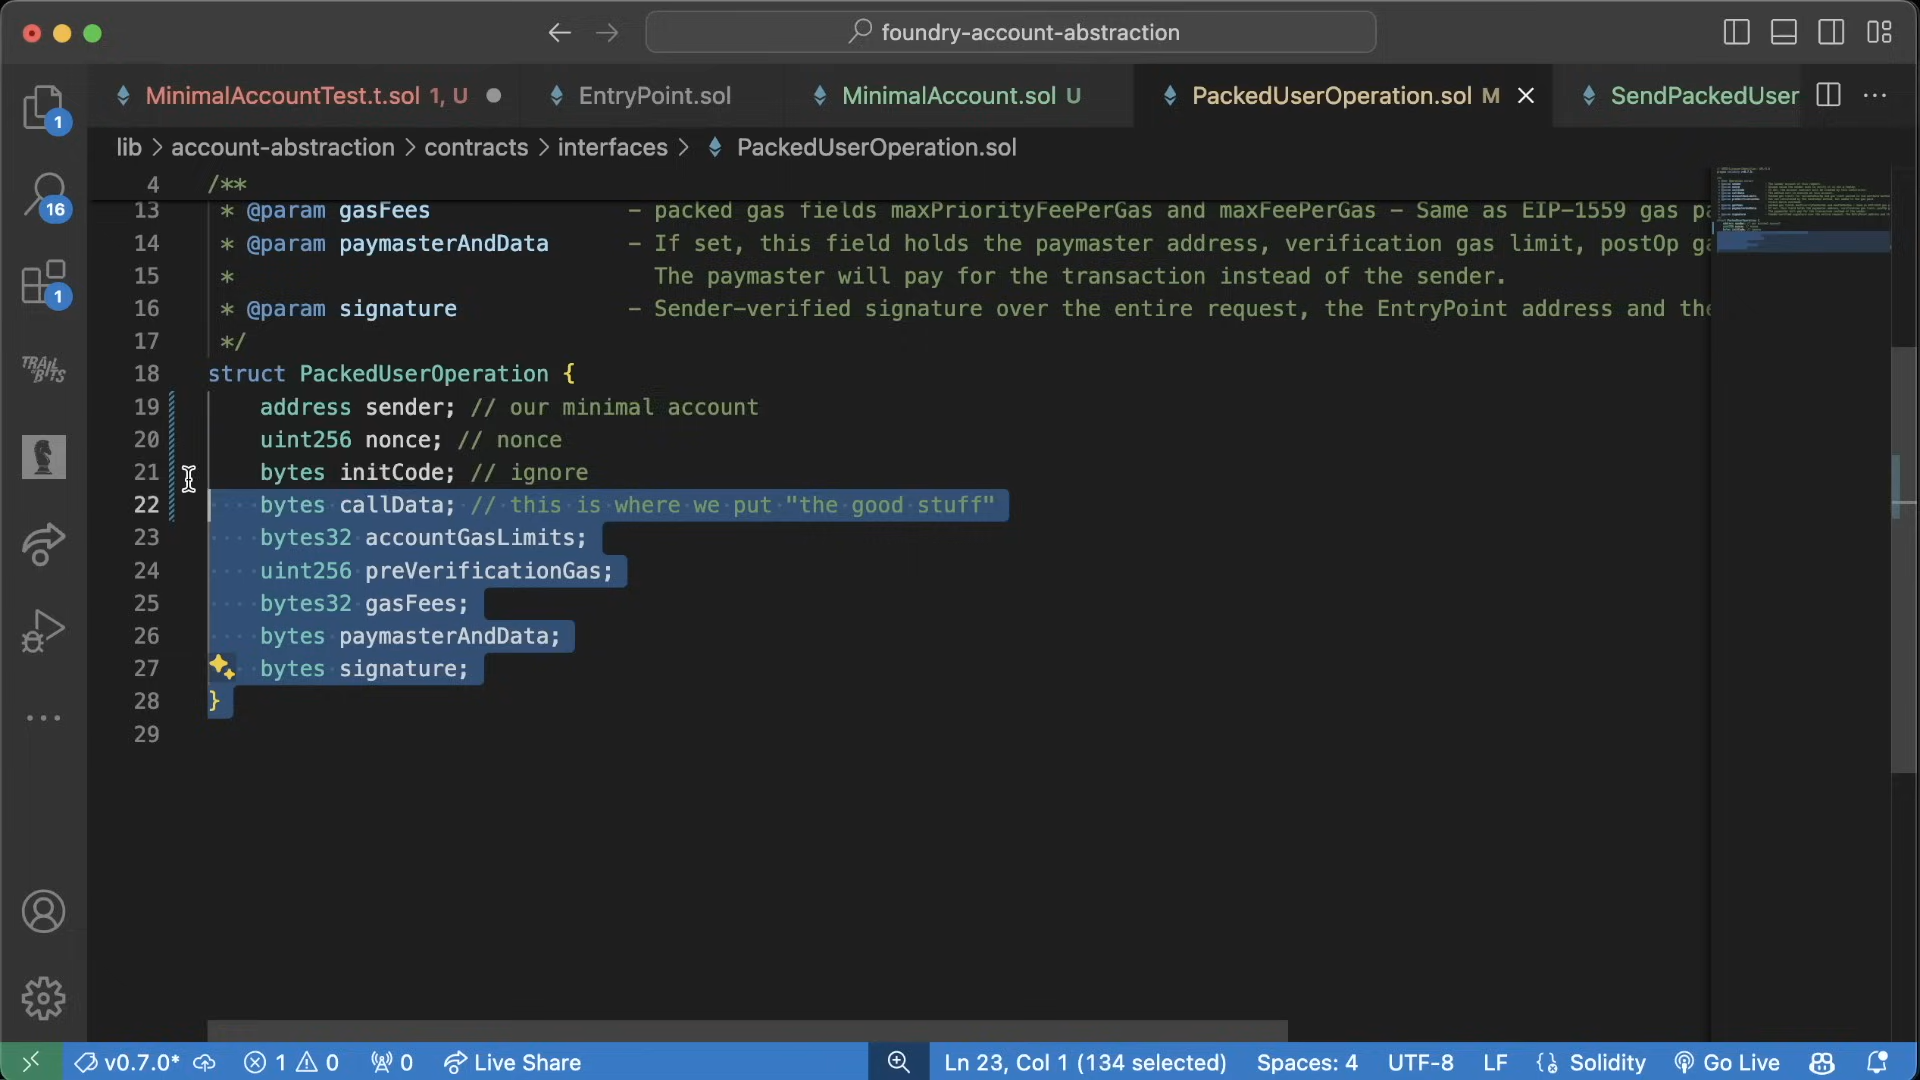 foundry-account-abstraction
MinimalAccountTest.t.sol 1, U
EntryPoint.sol
MinimalAccount.sol U
PackedUserOperation.sol M
SendPackedUser
lib > account-abstraction > contracts > interfaces > PackedUserOperation.sol
4 /**
13 * @param gasFees - packed gas fields maxPriorityFeePerGas and maxFeePerGas - Same as EIP-1559 gas pa
14 * @param paymasterAndData - If set, this field holds the paymaster address, verification gas limit, postOp ga
15 * The paymaster will pay for the transaction instead of the sender.
16 * @param signature - Sender-verified signature over the entire request, the EntryPoint address and the
17 */
18 struct PackedUserOperation {
19 address sender; // our minimal account
20 uint256 nonce; // nonce
21 bytes initCode; // ignore
22 bytes callData; // this is where we put "the good stuff"
23 bytes32 accountGasLimits;
24 uint256 preVerificationGas;
25 bytes32 gasFees;
26 bytes paymasterAndData;
27 bytes signature;
28 }
29
1
16
1
TRAIL OF BITS
v0.7.0* 1 0 0 Live Share
Ln 23, Col 1 (134 selected) Spaces: 4 UTF-8 LF Solidity Go Live